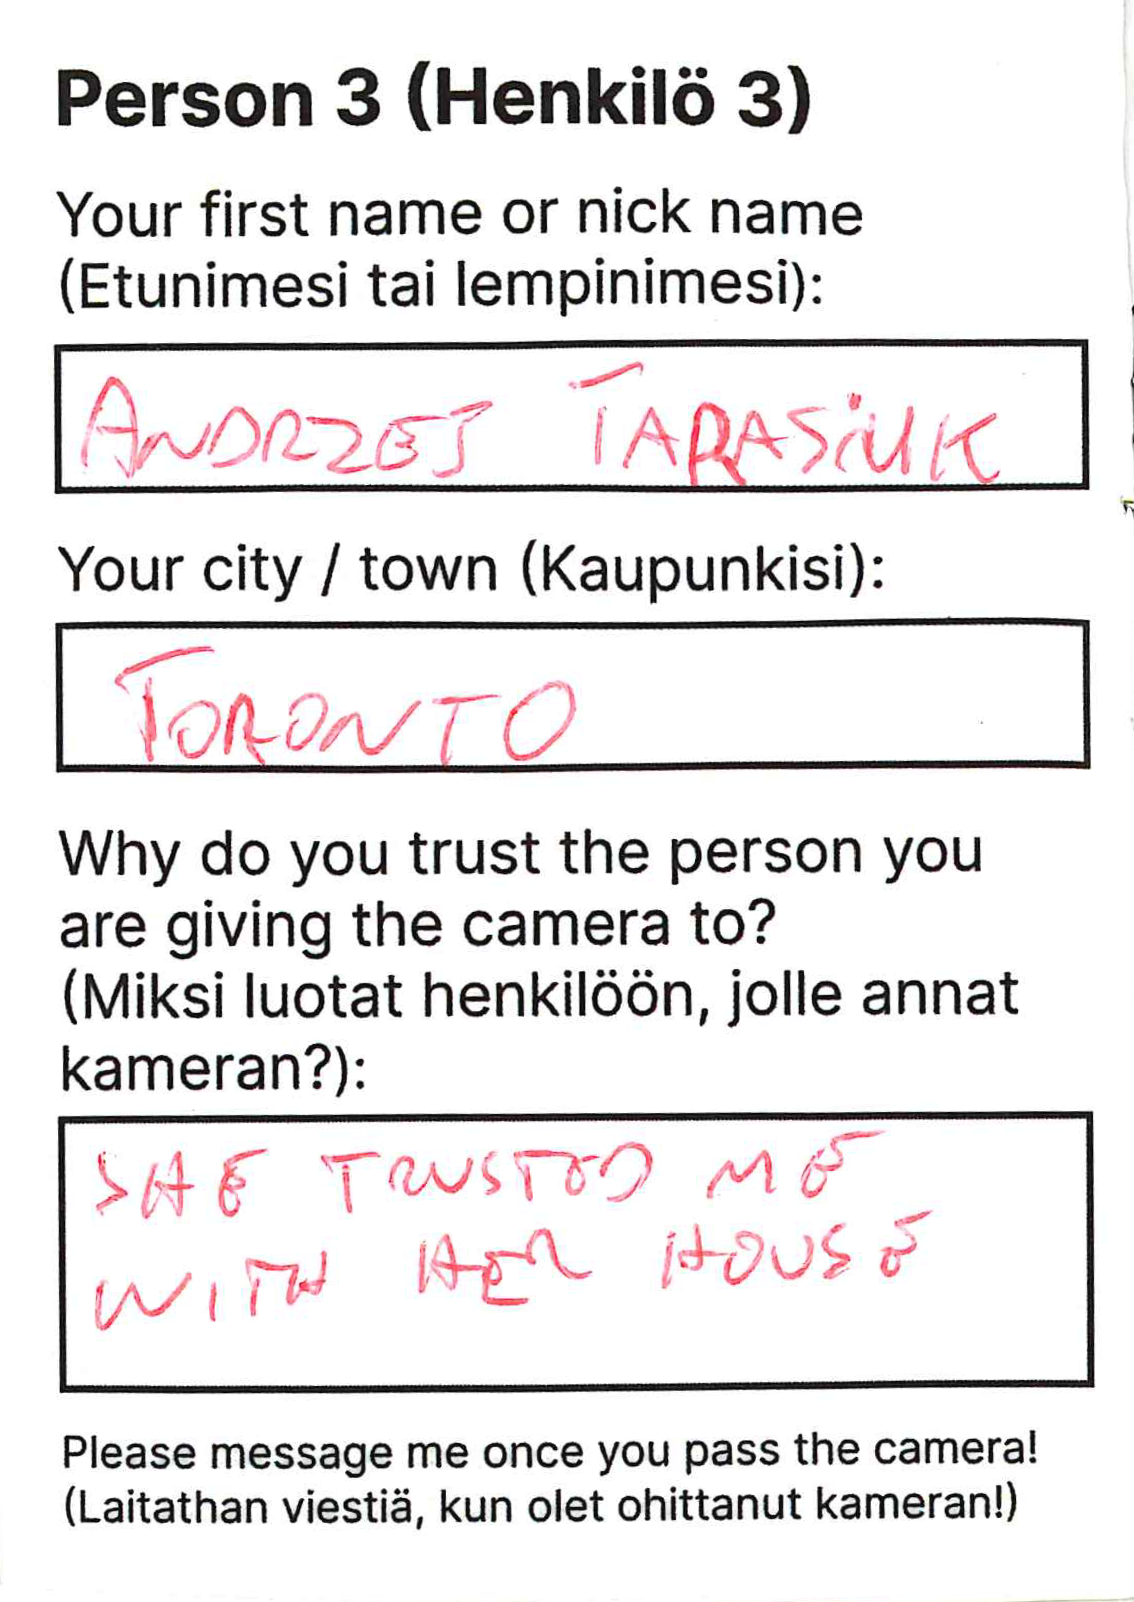 Person 3 (Henkilö 3)
Your first name or nick name
(Etunimesi tai lempinimesi):
ANDRZEJ TARASiUK
Your city / town (Kaupunkisi):
TORONTO
Why do you trust the person you
are giving the camera to?
(Miksi luotat henkilöön, jolle annat
kameran?):
SHE TRUSTED ME
WITH HER HOUSE
Please message me once you pass the camera!
(Laitathan viestiä, kun olet ohittanut kameran!)